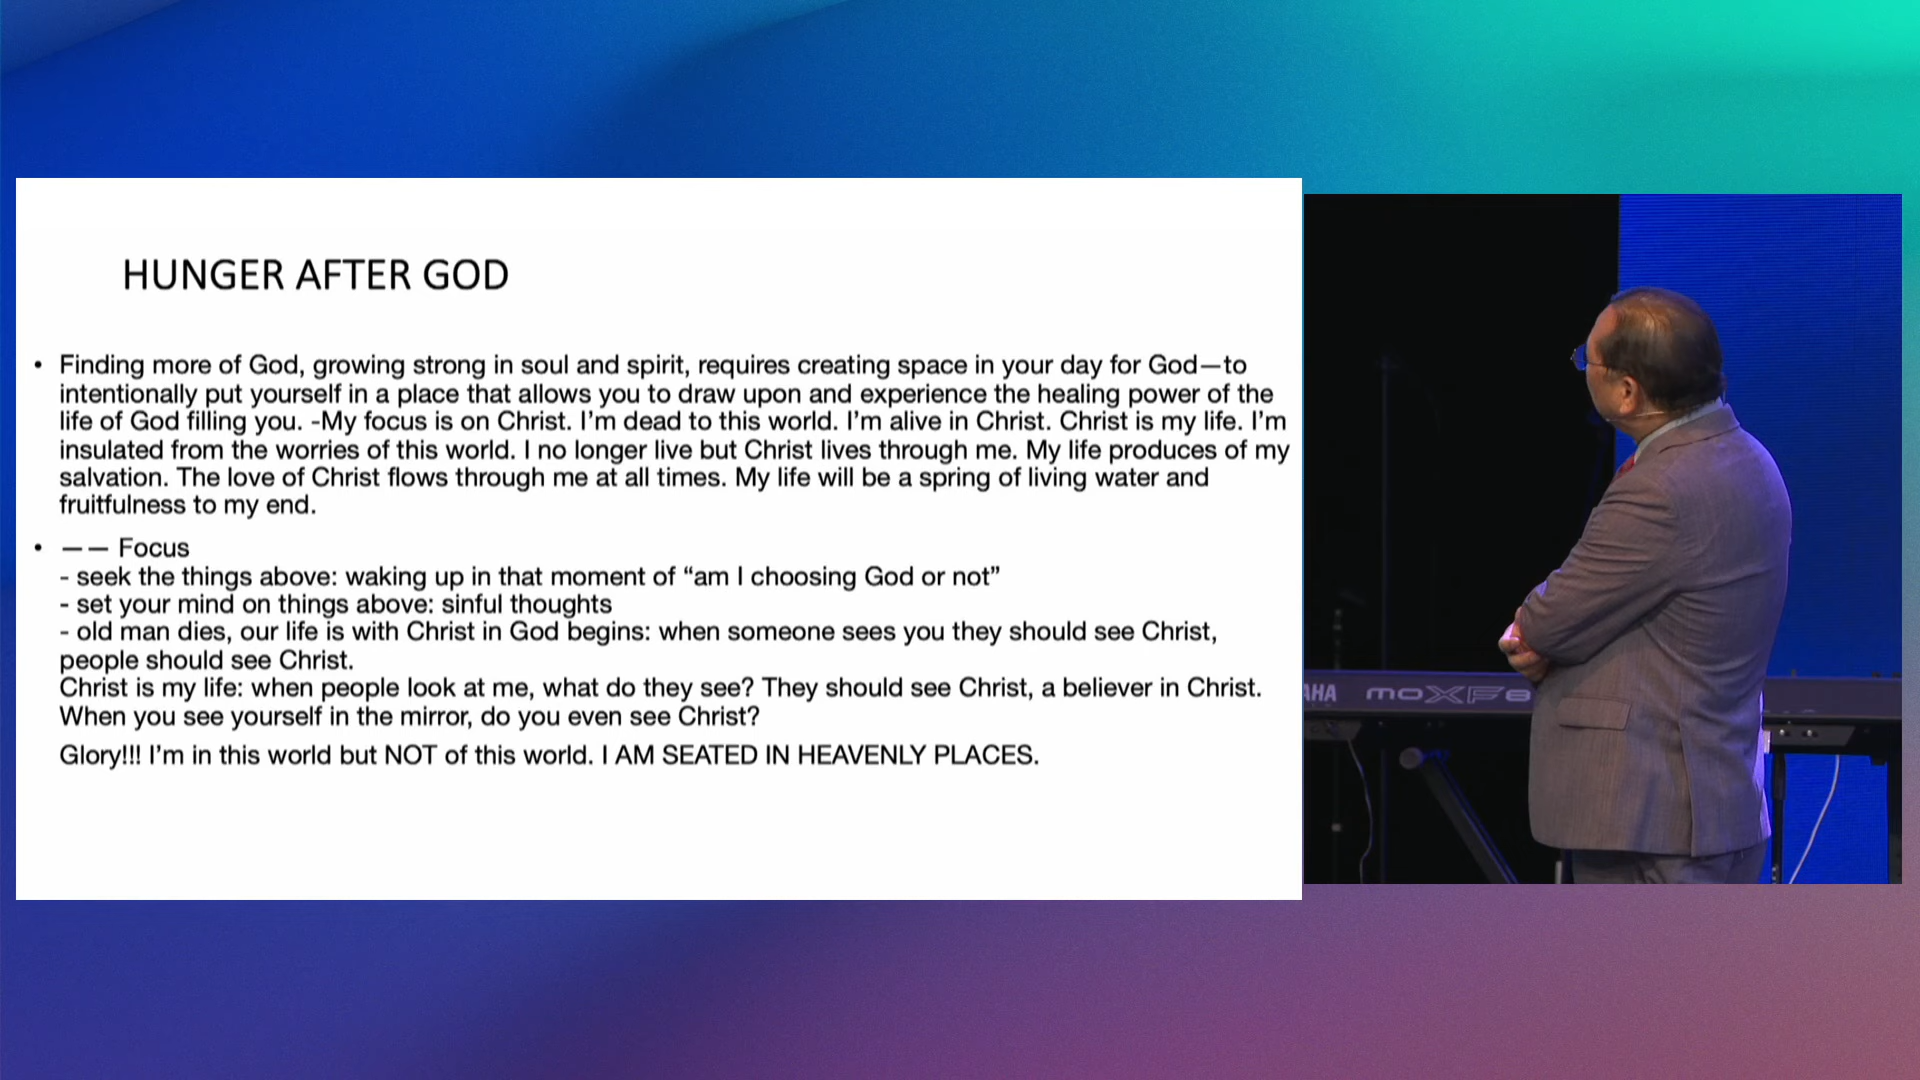 HUNGER AFTER GOD
• Finding more of God, growing strong in soul and spirit, requires creating space in your day for God—to
intentionally put yourself in a place that allows you to draw upon and experience the healing power of the
life of God filling you. -My focus is on Christ. I’m dead to this world. I’m alive in Christ. Christ is my life. I’m
insulated from the worries of this world. I no longer live but Christ lives through me. My life produces of my
salvation. The love of Christ flows through me at all times. My life will be a spring of living water and
fruitfulness to my end.
• —— Focus
- seek the things above: waking up in that moment of “am I choosing God or not”
- set your mind on things above: sinful thoughts
- old man dies, our life is with Christ in God begins: when someone sees you they should see Christ,
people should see Christ.
Christ is my life: when people look at me, what do they see? They should see Christ, a believer in Christ.
When you see yourself in the mirror, do you even see Christ?
Glory!!! I’m in this world but NOT of this world. I AM SEATED IN HEAVENLY PLACES.
AHA moXF8